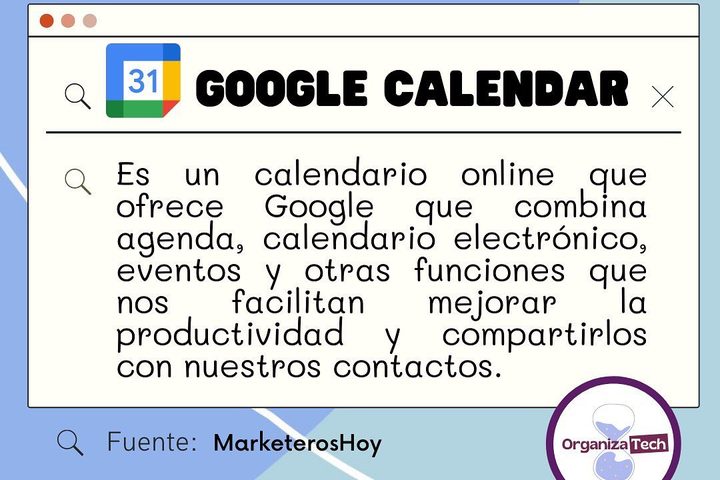 31 GOOGLE CALENDAR
Es un calendario online que
ofrece Google que combina
agenda, calendario electrónico,
eventos y otras funciones que
nos facilitan mejorar la
productividad y compartirlos
con nuestros contactos.
Fuente: MarketerosHoy
OrganizaTech